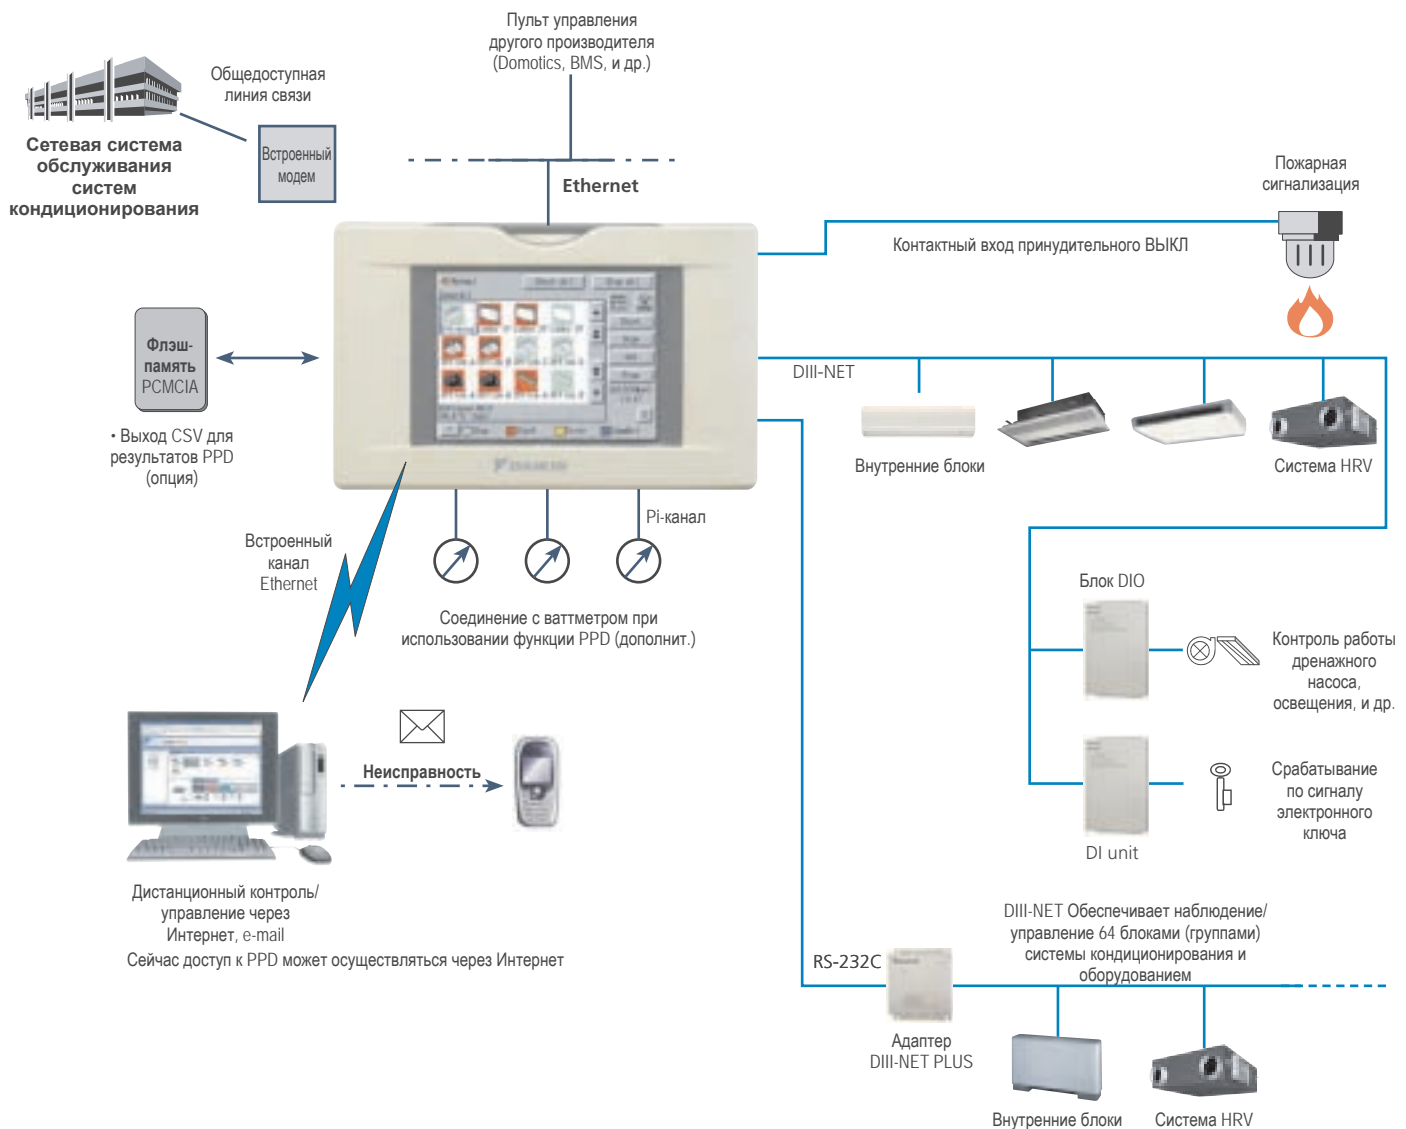 Пульт управления
другого производителя
(Domotics, BMS, и др.)
Общедоступная
линия связи
Сетевая система
обслуживания
систем
кондиционирования
Встроенный
модем
Ethernet
Пожарная
сигнализация
Контактный вход принудительного ВЫКЛ
Флэш-
память
PCMCIA
• Выход CSV для
результатов PPD
(опция)
DIII-NET
Внутренние блоки
Система HRV
DAIKIN
Pi-канал
Встроенный
канал
Ethernet
Соединение с ваттметром при
использовании функции PPD (дополнит.)
Блок DIO
Контроль работы
дренажного
насоса,
освещения, и др.
Неисправность
Срабатывание
по сигналу
электронного
ключа
DI unit
Дистанционный контроль/
управление через
Интернет, e-mail
Сейчас доступ к PPD может осуществляться через Интернет
DIII-NET Обеспечивает наблюдение/
управление 64 блоками (группами)
системы кондиционирования и
оборудованием
RS-232C
Адаптер
DIII-NET PLUS
Внутренние блоки
Система HRV